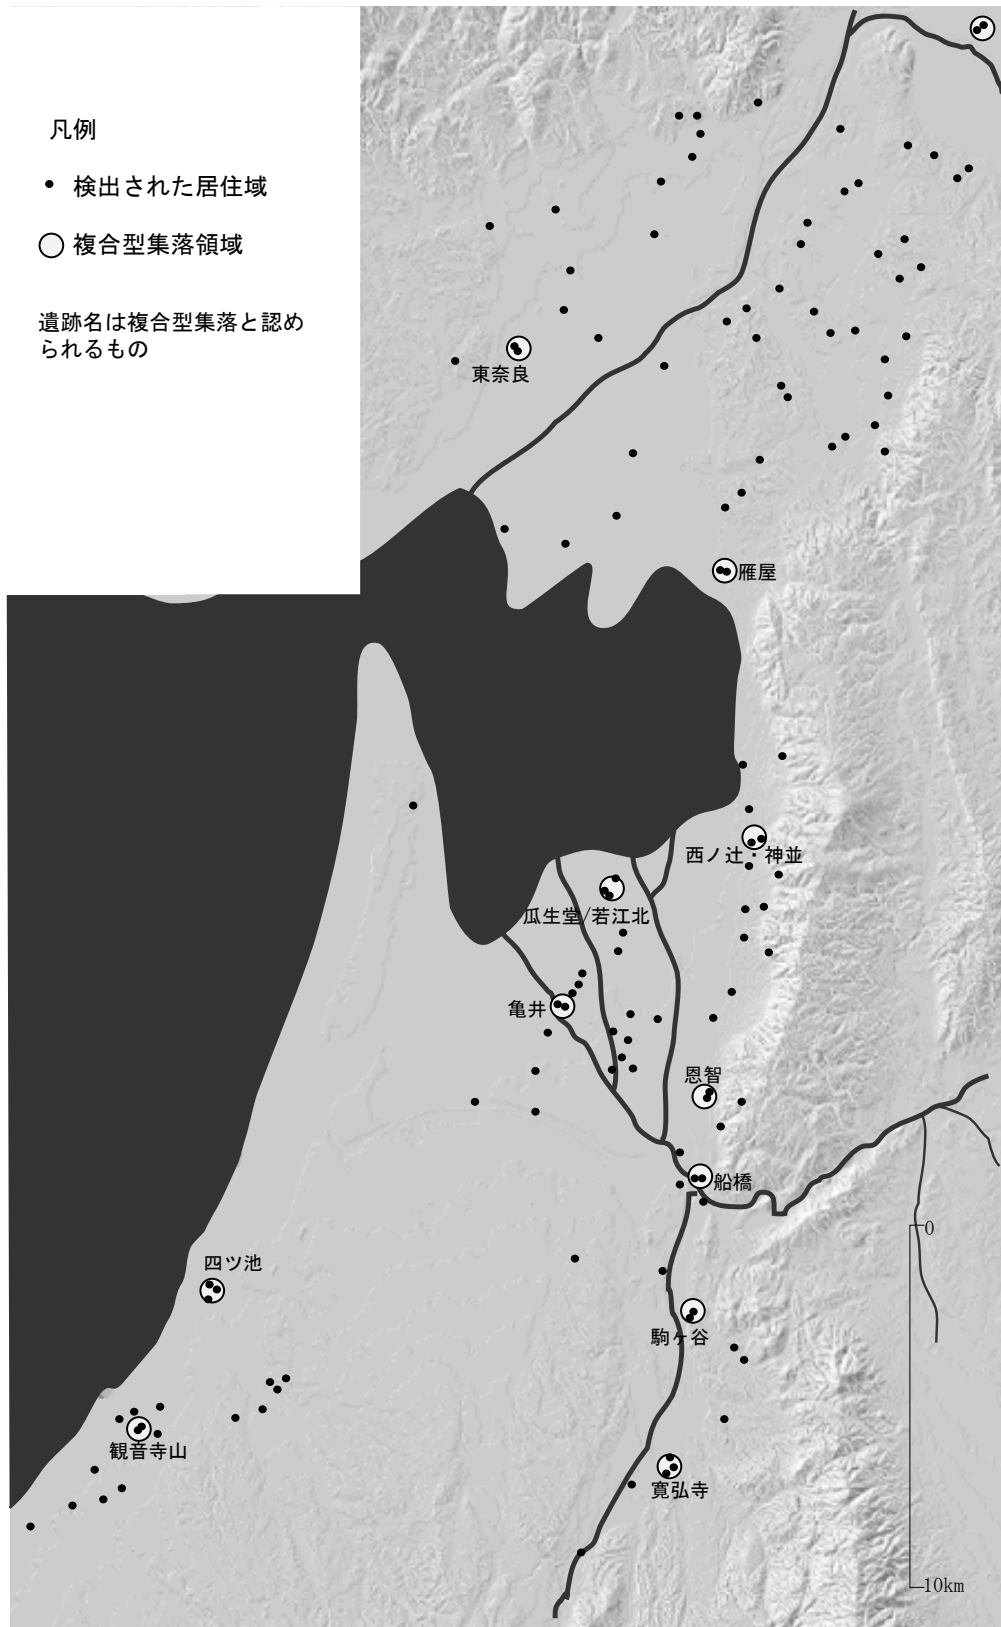 凡例
検出された居住域
複合型集落領域
遺跡名は複合型集落と認め
られるもの
東奈良
雁屋
西ノ辻・神並
瓜生堂/若江北
亀井
恩智
船橋
0
四ツ池
駒ヶ谷
観音寺山
寛弘寺
10km